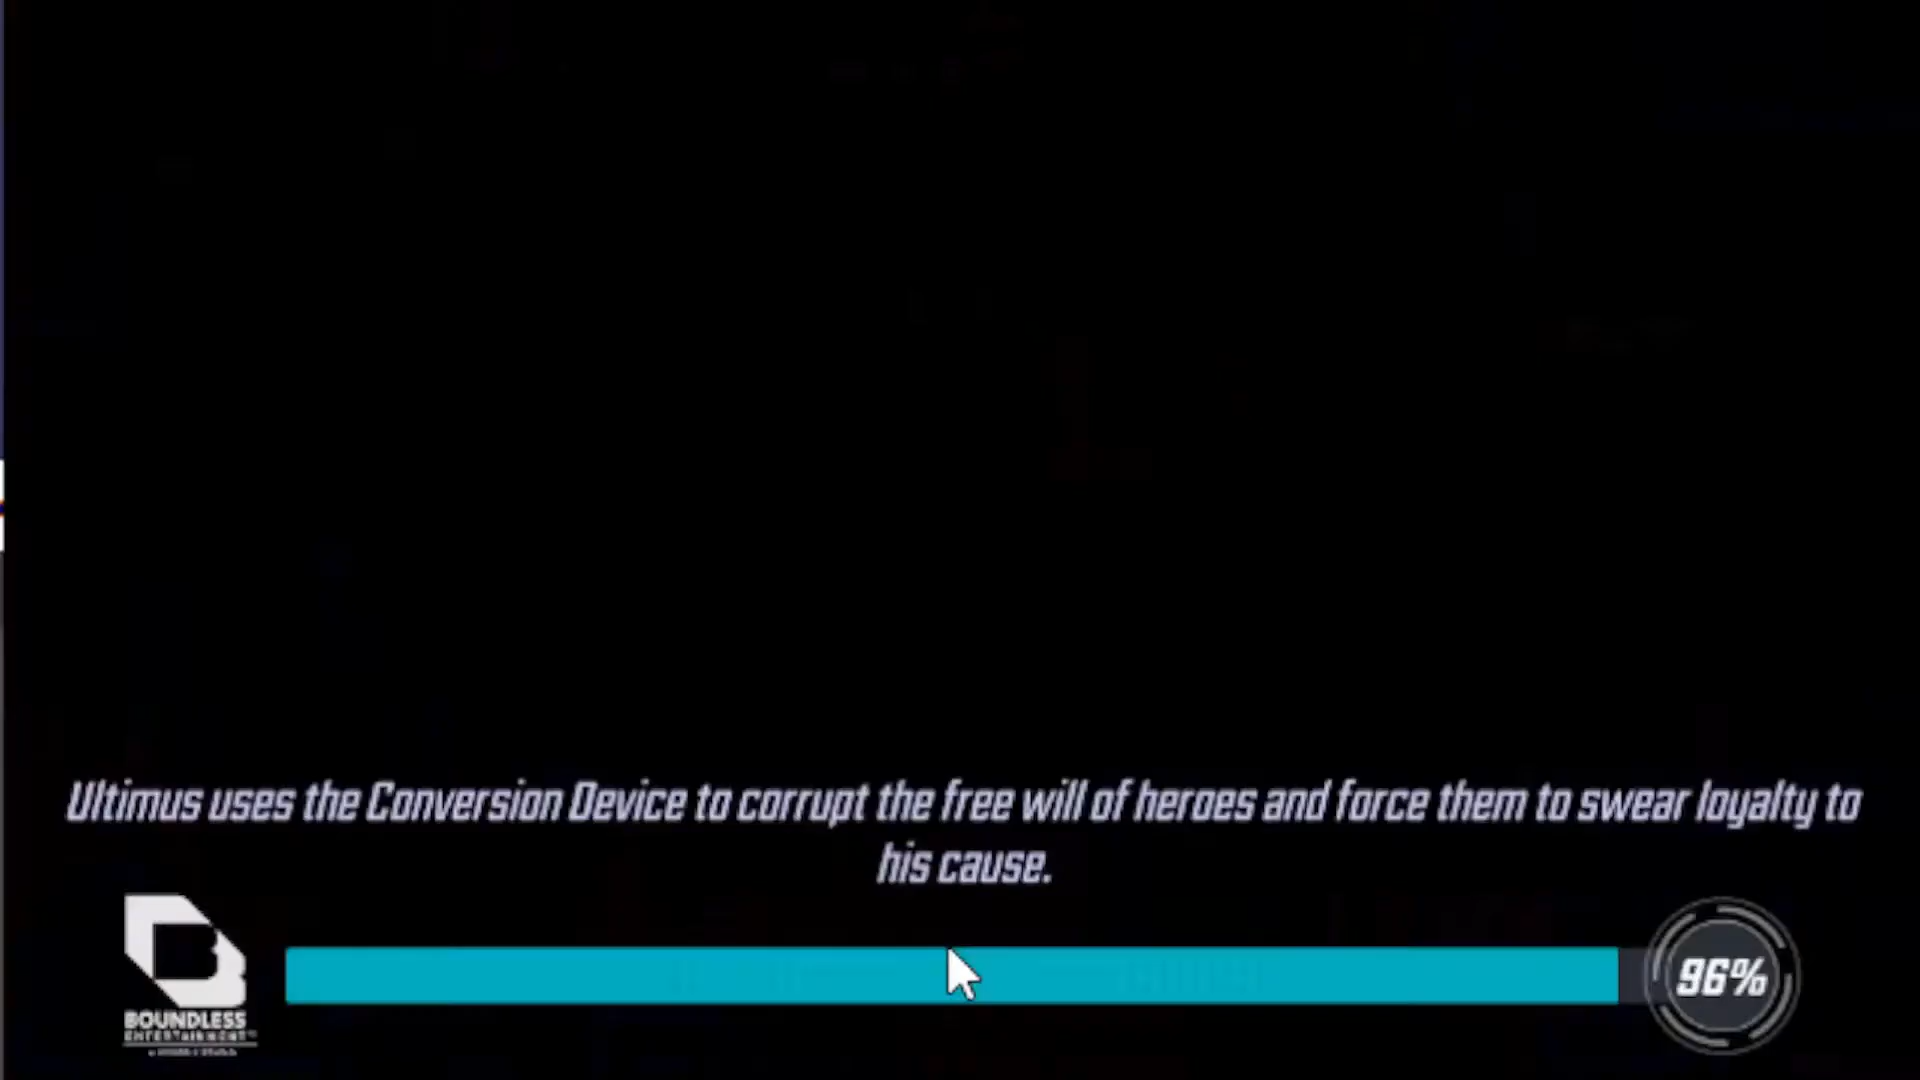 Ultimus uses the Conversion Device to corrupt the free will of heroes and force them to swear loyalty to
his cause.
96%
BOUNDLESS
ENTERTAINMENT